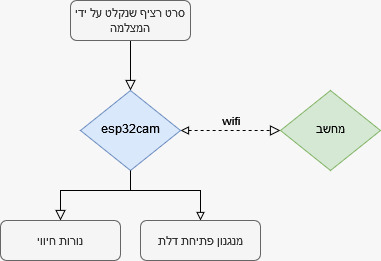 סרט רציף שנקלט על ידי
המצלמה
wifi
esp32cam
מחשב
נורות חיווי
מנגנון פתיחת דלת